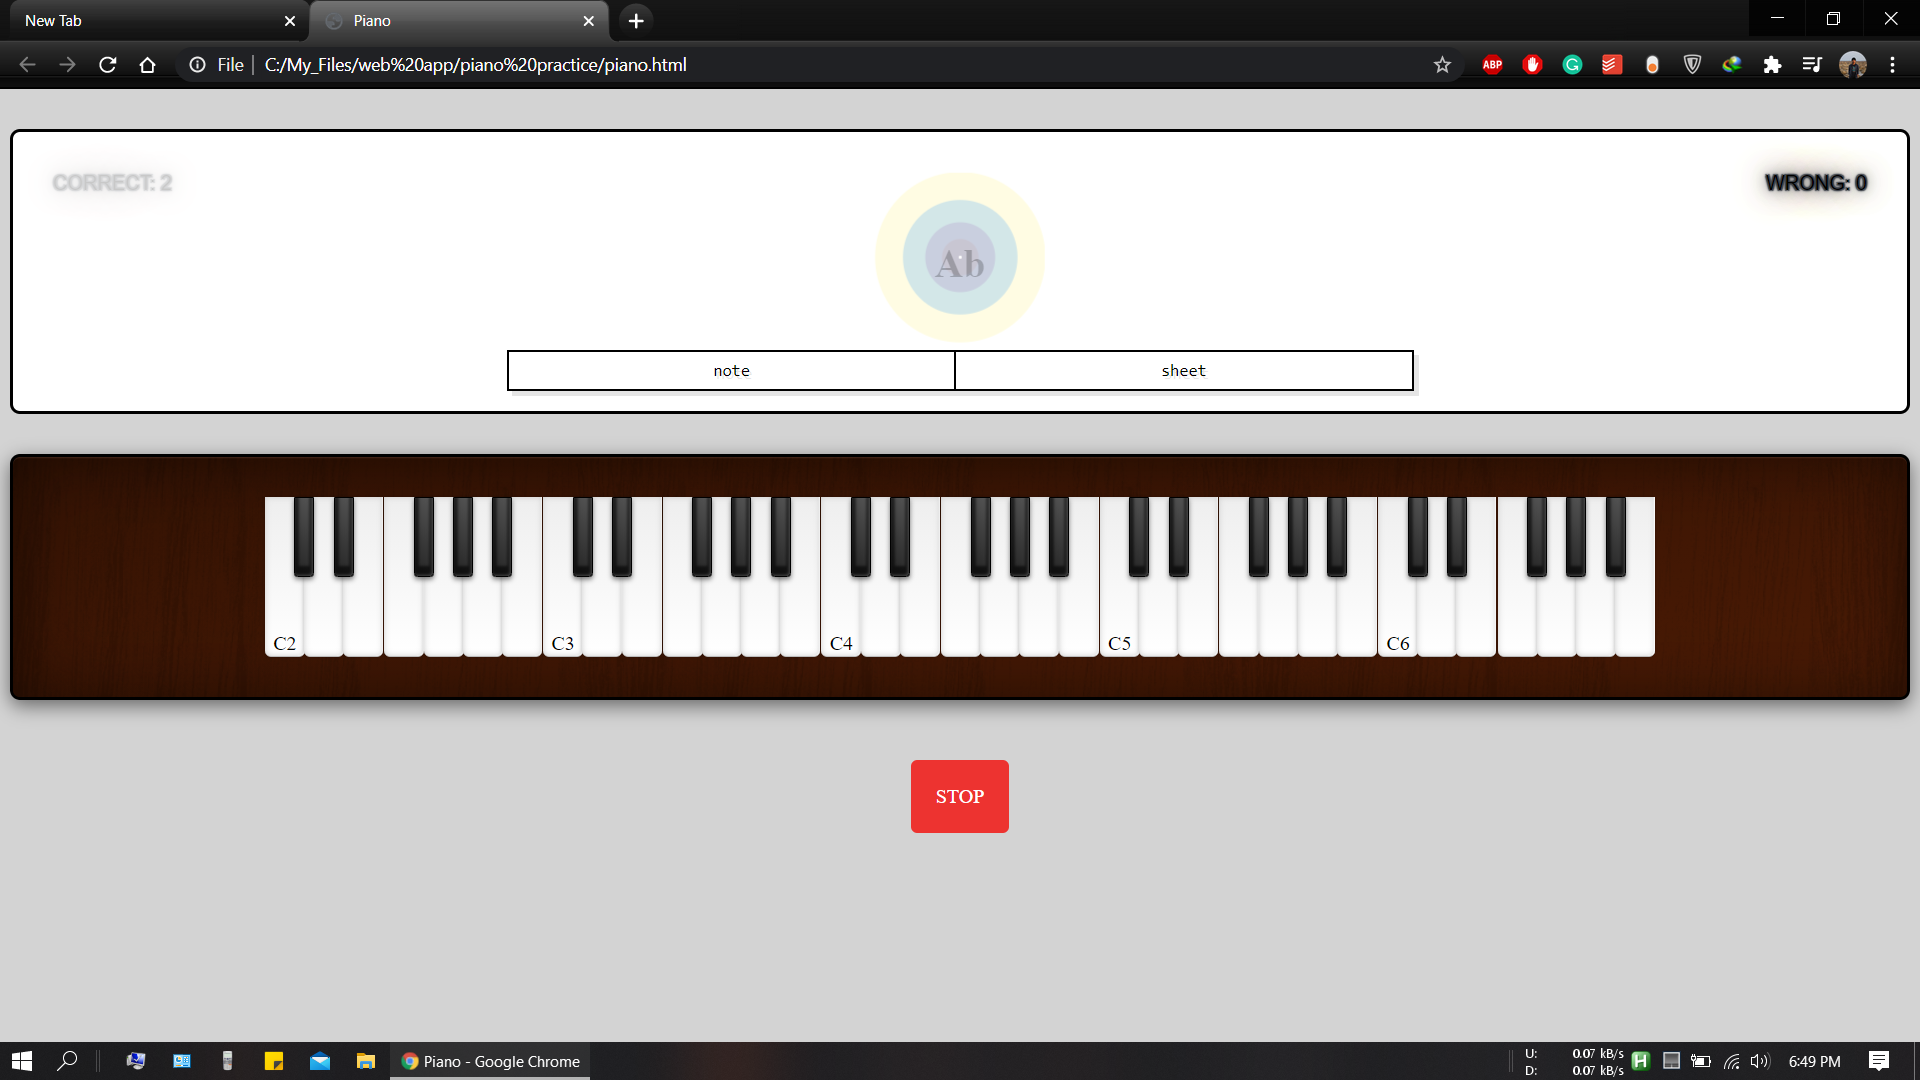 New Tab
Piano
File
C:/My_Files/web%20app/piano%20practice/piano.html
ABP
CORRECT: 2
WRONG: 0
Ab
note
sheet
C2
C3
C4
C5
C6
STOP
Piano - Google Chrome
U: 0.07 kB/s
D: 0.07 kB/s
H
6:49 PM